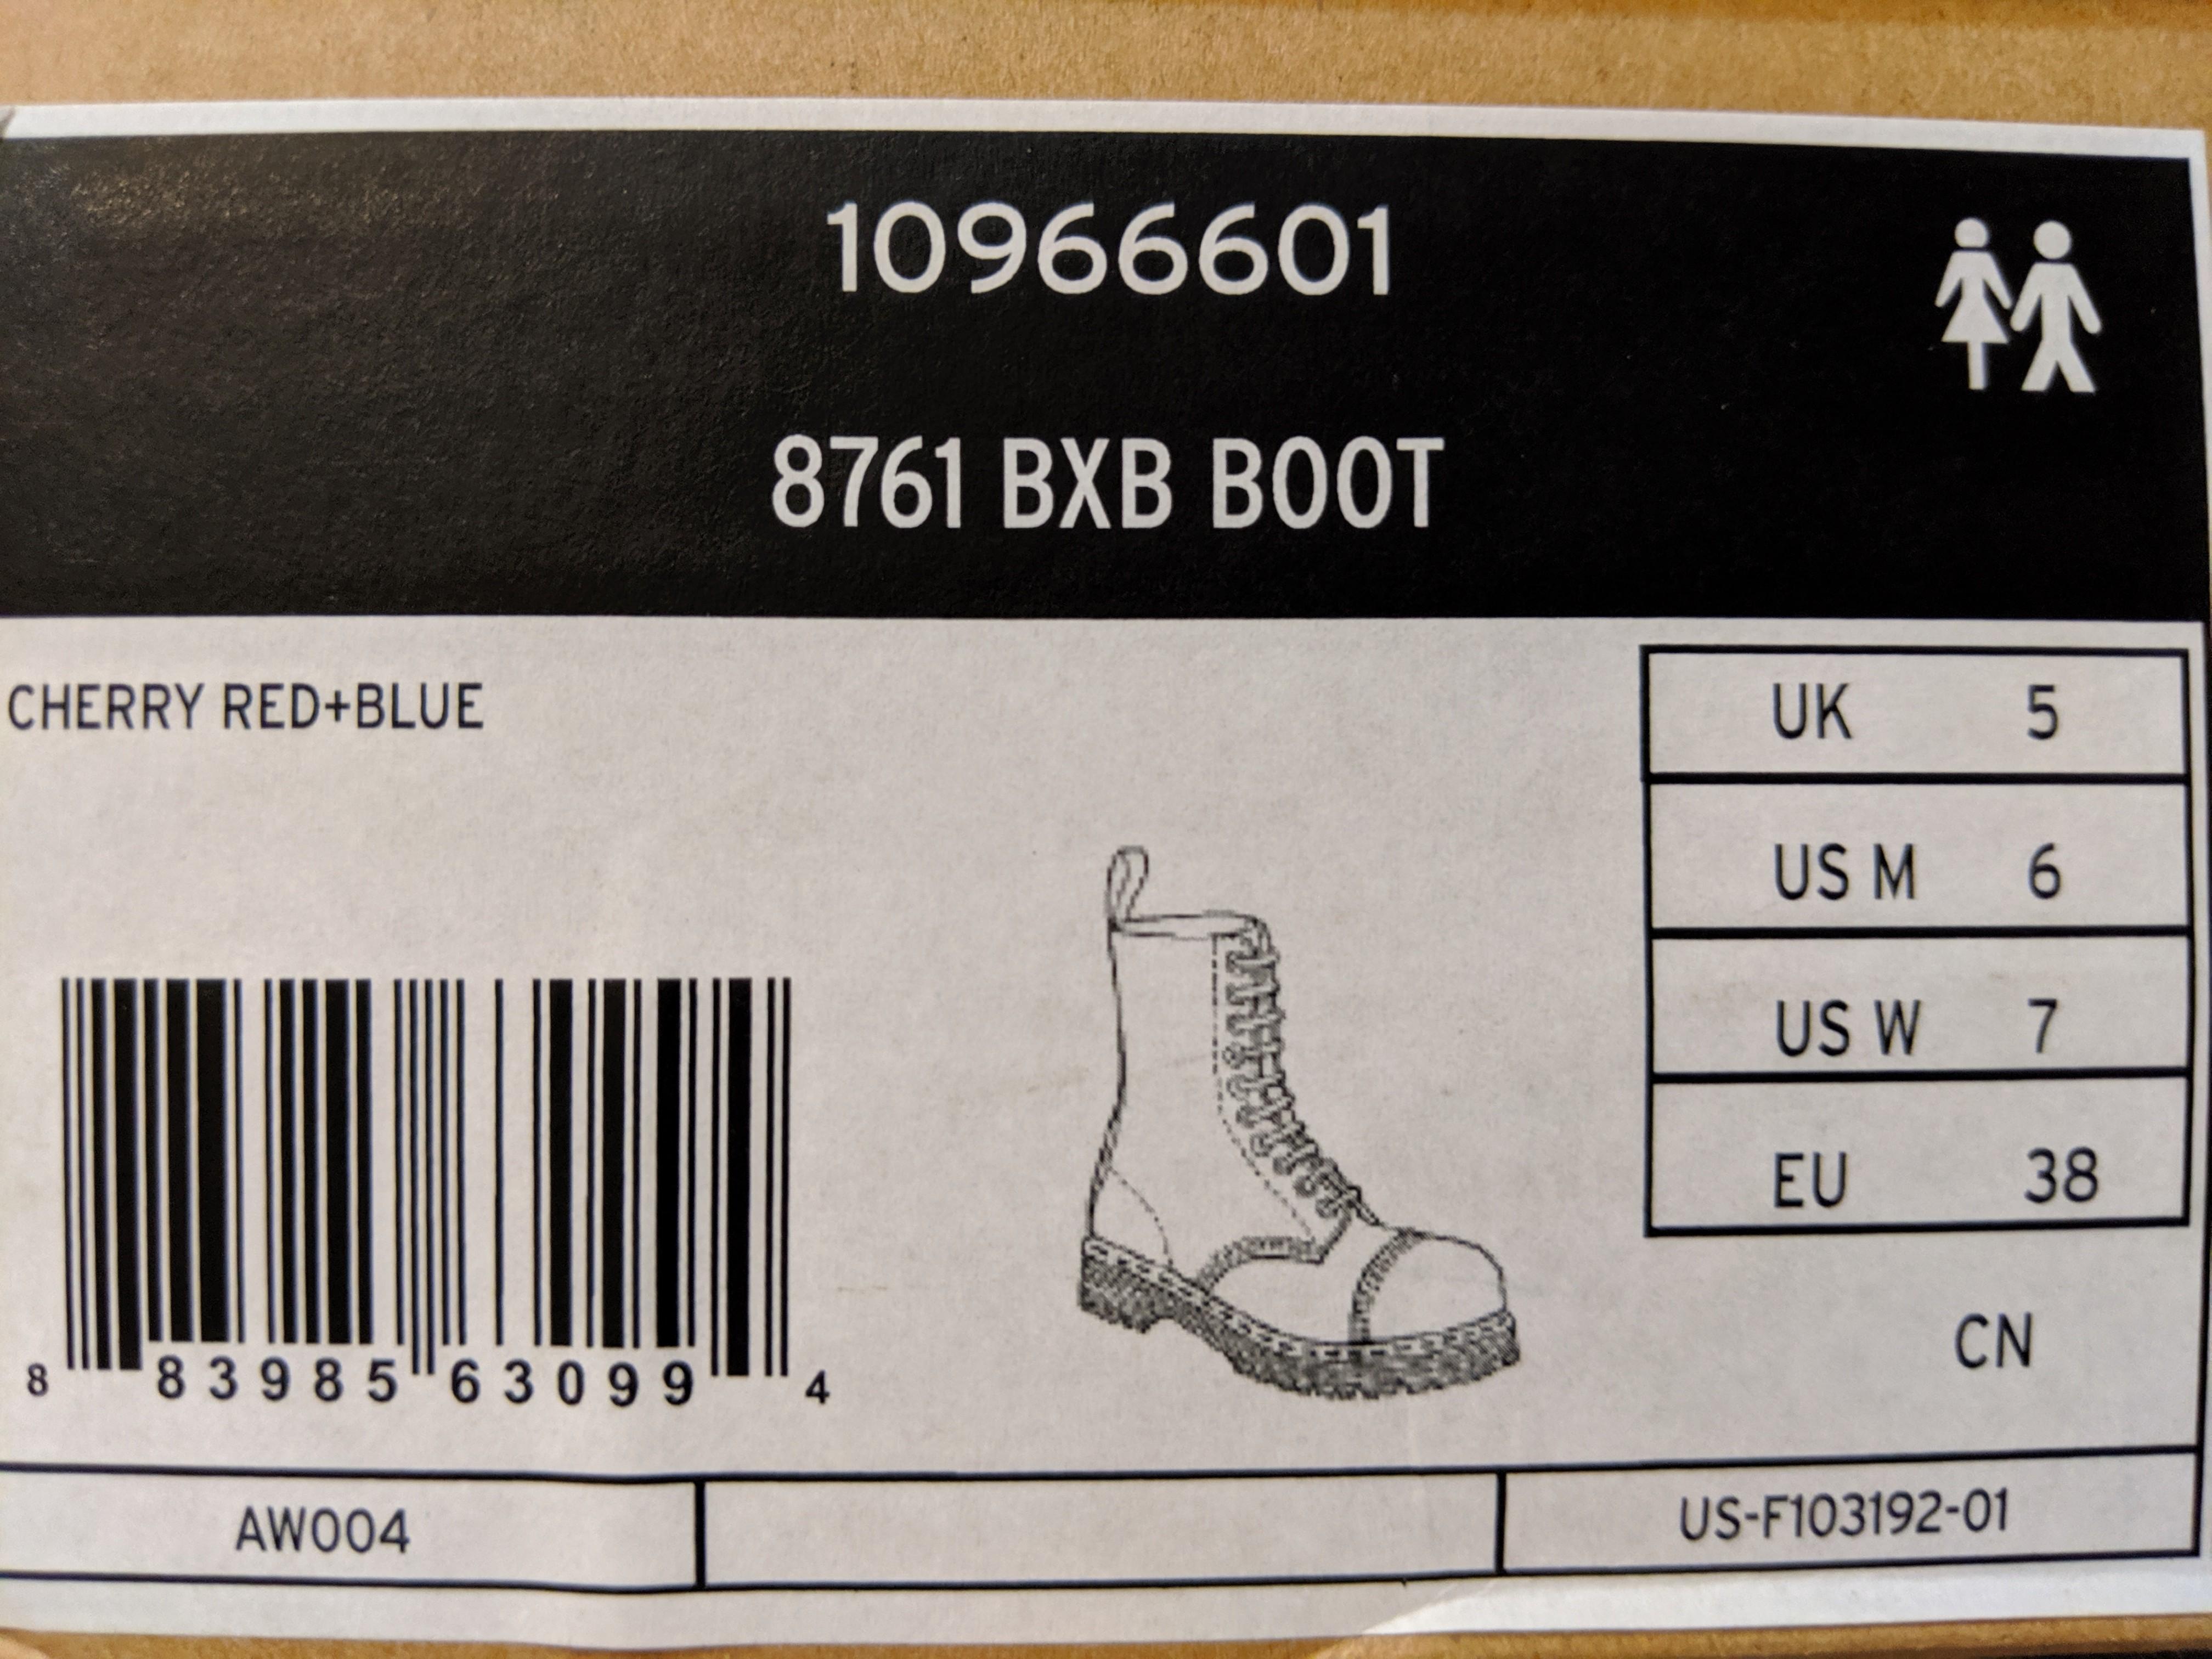 10966601
8761 BXB BOOT
CHERRY RED+BLUE
UK 5
US M 6
US W 7
EU 38
CN
8 83985 63099 4
AW004
US-F103192-01